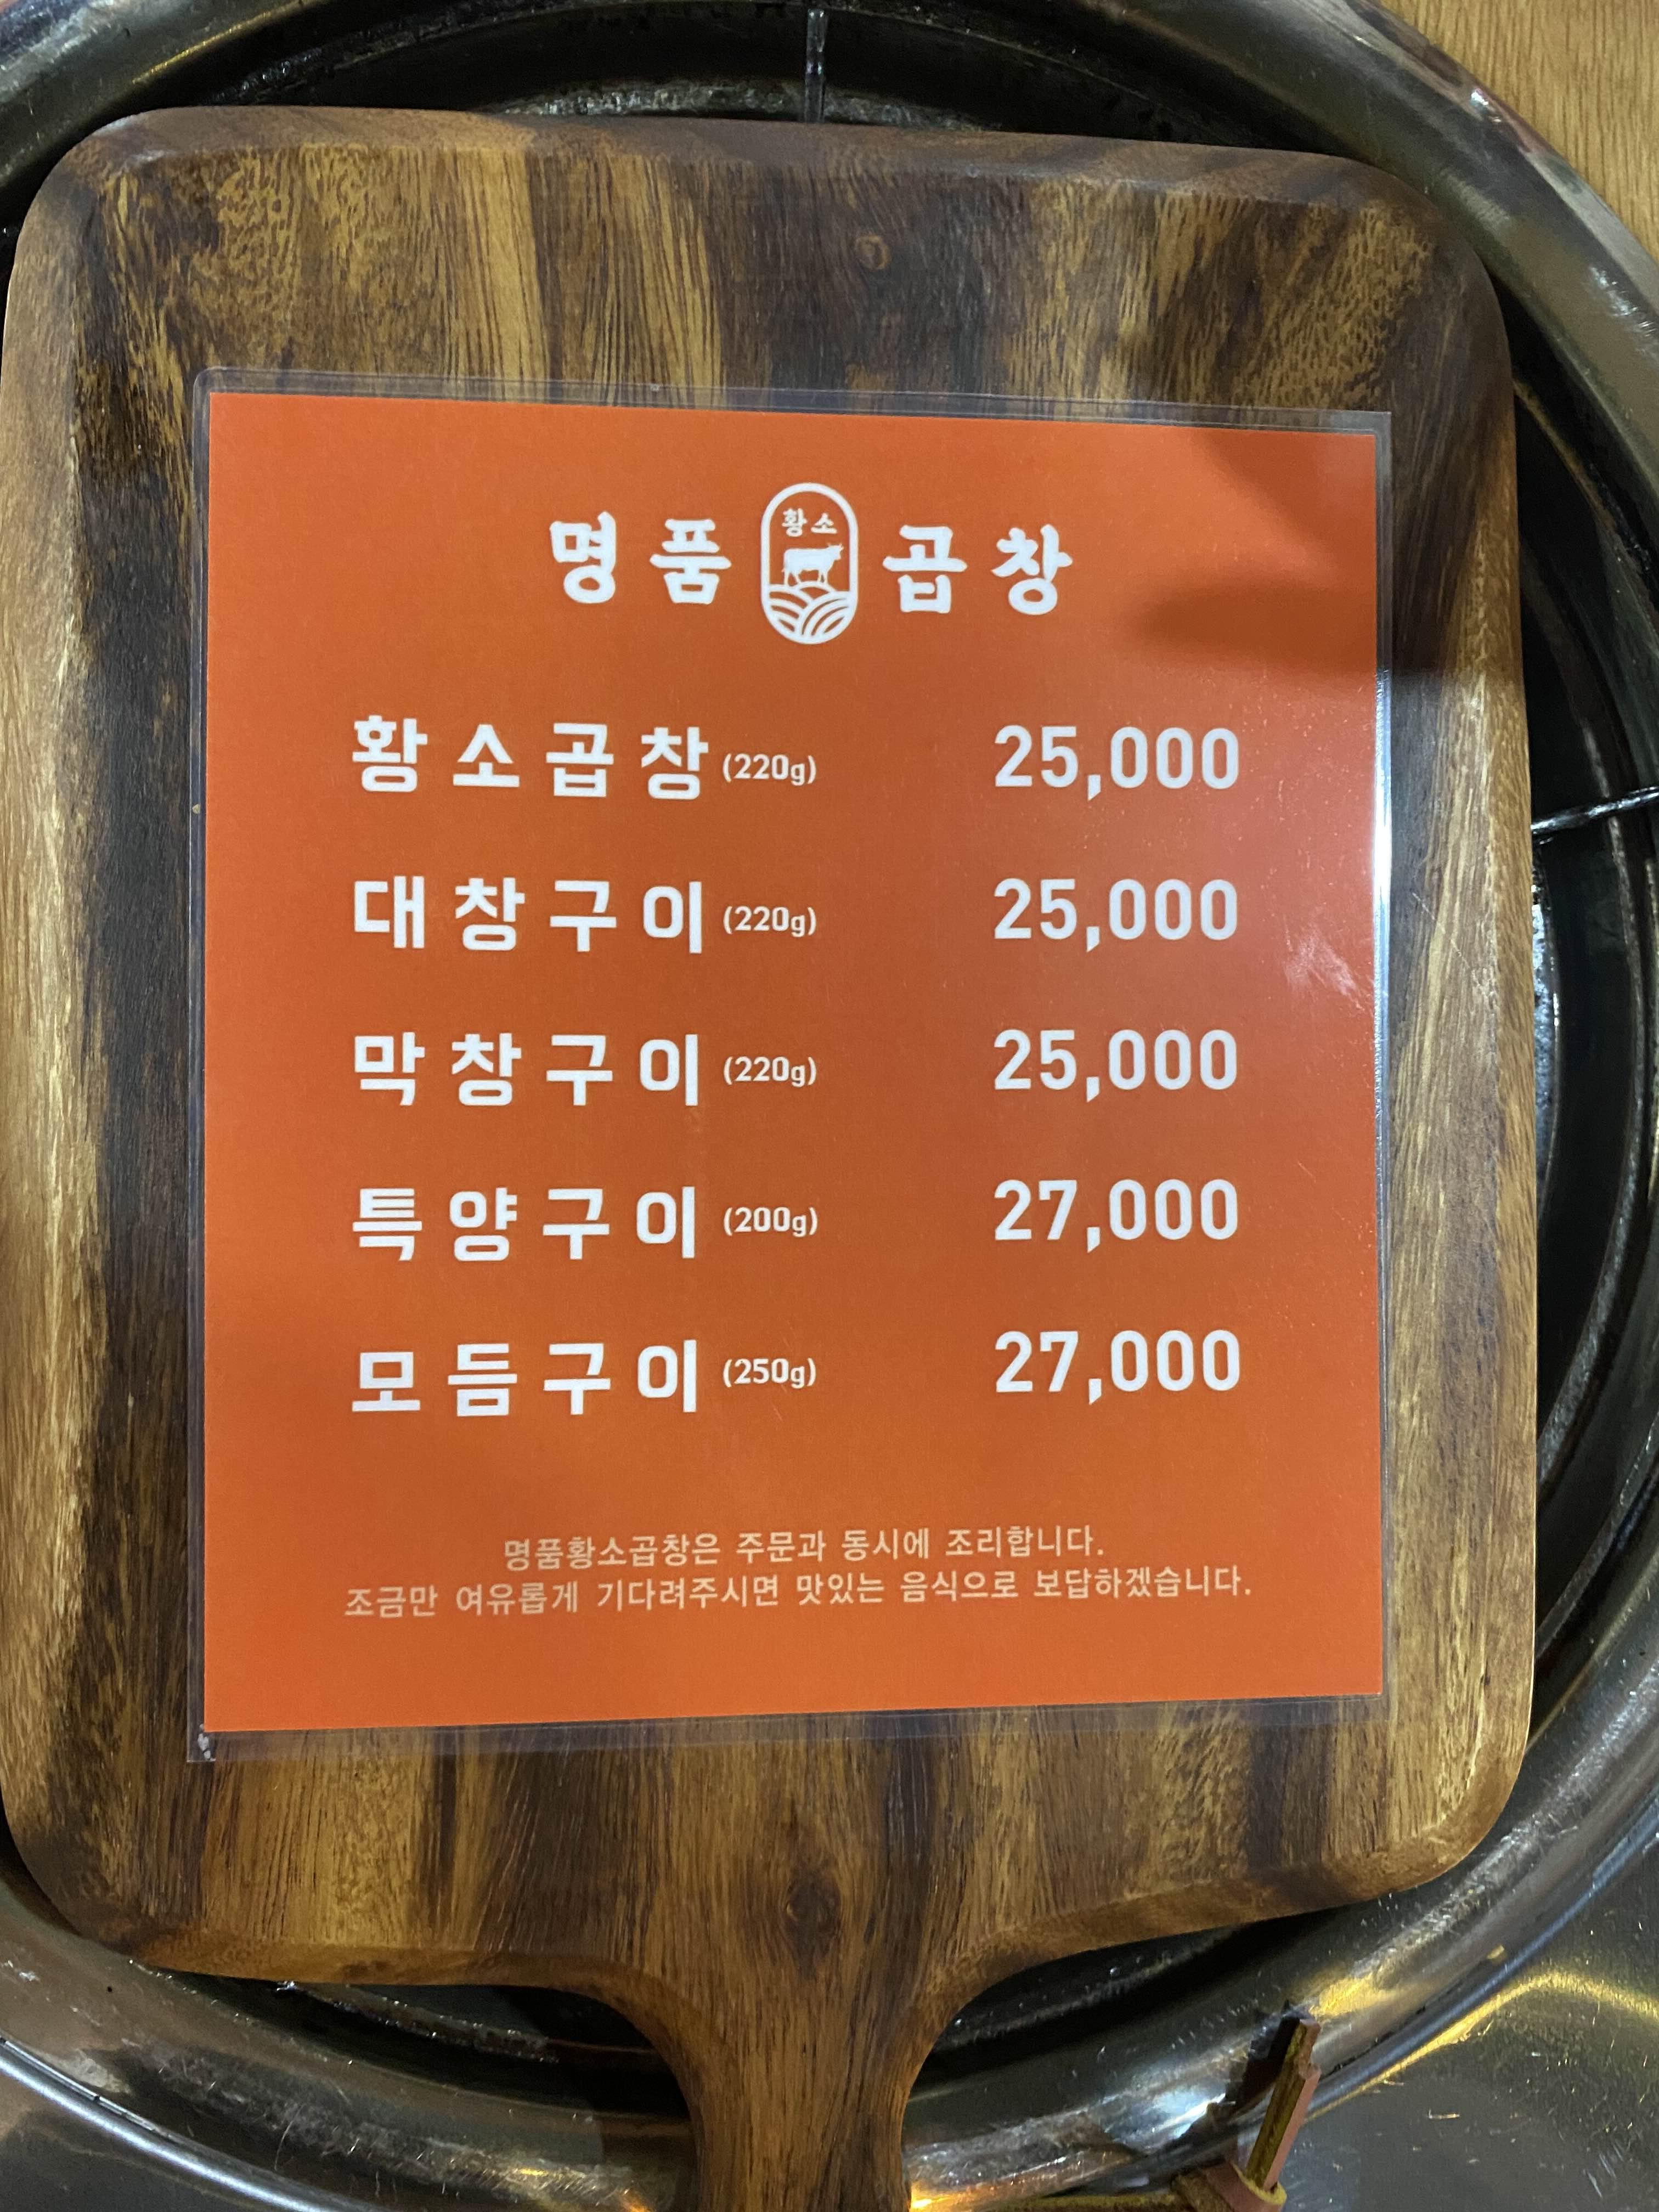 명품 황소 곱창
황소곱창 (220g) 25,000
대창구이 (220g) 25,000
막창구이 (220g) 25,000
특양구이 (200g) 27,000
모듬구이 (250g) 27,000
명품황소곱창은 주문과 동시에 조리합니다.
조금만 여유롭게 기다려주시면 맛있는 음식으로 보답하겠습니다.